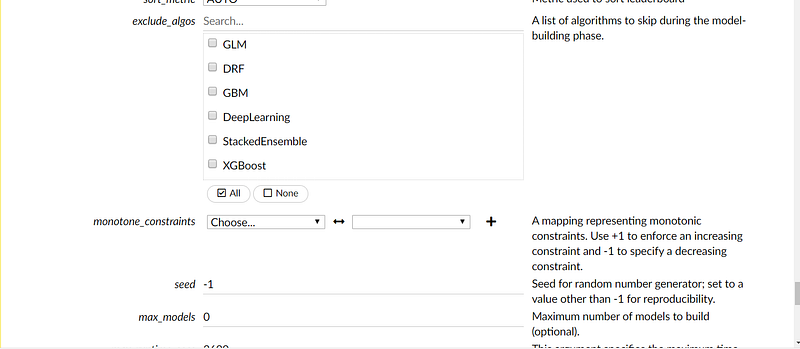 sort_metric AUTO Metric used to sort leaderboard
exclude_algos Search... A list of algorithms to skip during the model-
building phase.
GLM
DRF
GBM
DeepLearning
StackedEnsemble
XGBoost
All None
monotone_constraints Choose... A mapping representing monotonic
constraints. Use +1 to enforce an increasing
constraint and -1 to specify a decreasing
constraint.
seed -1 Seed for random number generator; set to a
value other than -1 for reproducibility.
max_models 0 Maximum number of models to build
(optional).
3600 This argument specifies the maximum time